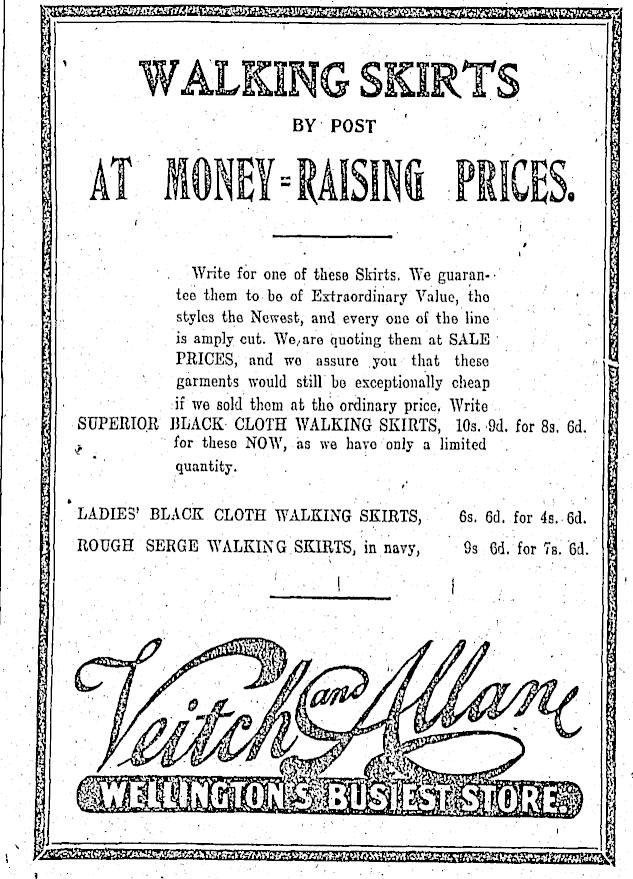 WALKING SKIRTS
BY POST
AT MONEY=RAISING PRICES.
Write for one of these Skirts. We guaran-
tee them to be of Extraordinary Value, the
styles the Newest, and every one of the line
is amply cut. We are quoting them at SALE
PRICES, and we assure you that these
garments would still be exceptionally cheap
if we sold them at the ordinary price. Write
SUPERIOR BLACK CLOTH WALKING SKIRTS, 10s. 9d. for 8s. 6d.
for these NOW, as we have only a limited
quantity.
LADIES' BLACK CLOTH WALKING SKIRTS, 6s. 6d. for 4s. 6d.
ROUGH SERGE WALKING SKIRTS, in navy, 9s 6d. for 7s. 6d.
Veitch and Allan
WELLINGTON'S BUSIEST STORE.